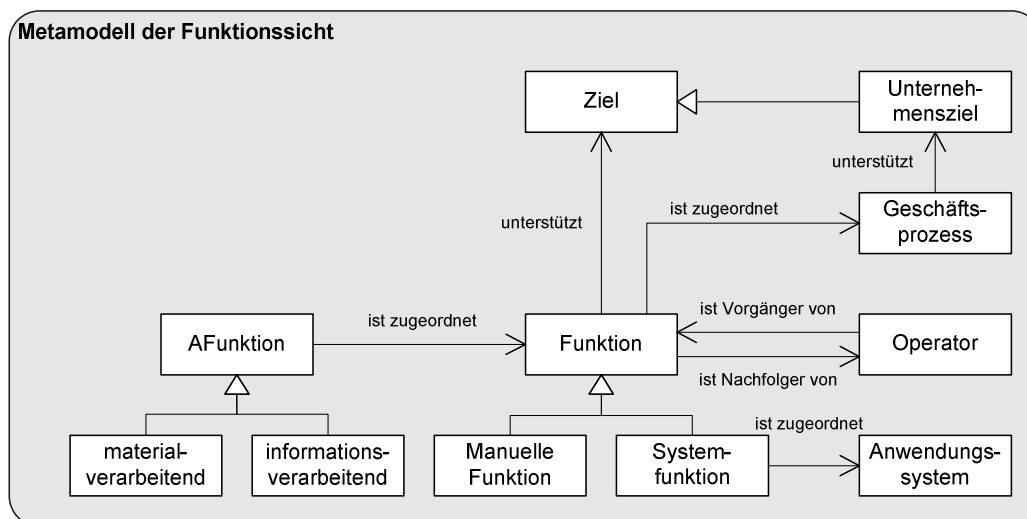 Metamodell der Funktionssicht
Ziel
Unterneh-
mensziel
unterstützt
ist zugeordnet
Geschäfts-
prozess
unterstützt
ist Vorgänger von
ist zugeordnet
AFunktion
Funktion
Operator
ist Nachfolger von
ist zugeordnet
material-
verarbeitend
informations-
verarbeitend
Manuelle
Funktion
System-
funktion
Anwendungs-
system